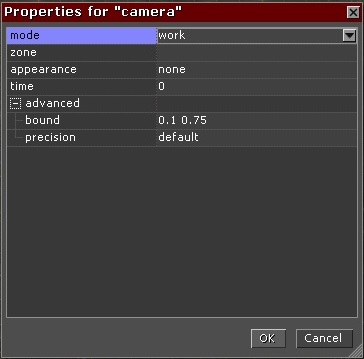 Properties for "camera"
mode work
zone
appearance none
time 0
advanced
bound 0.1 0.75
precision default
OK Cancel